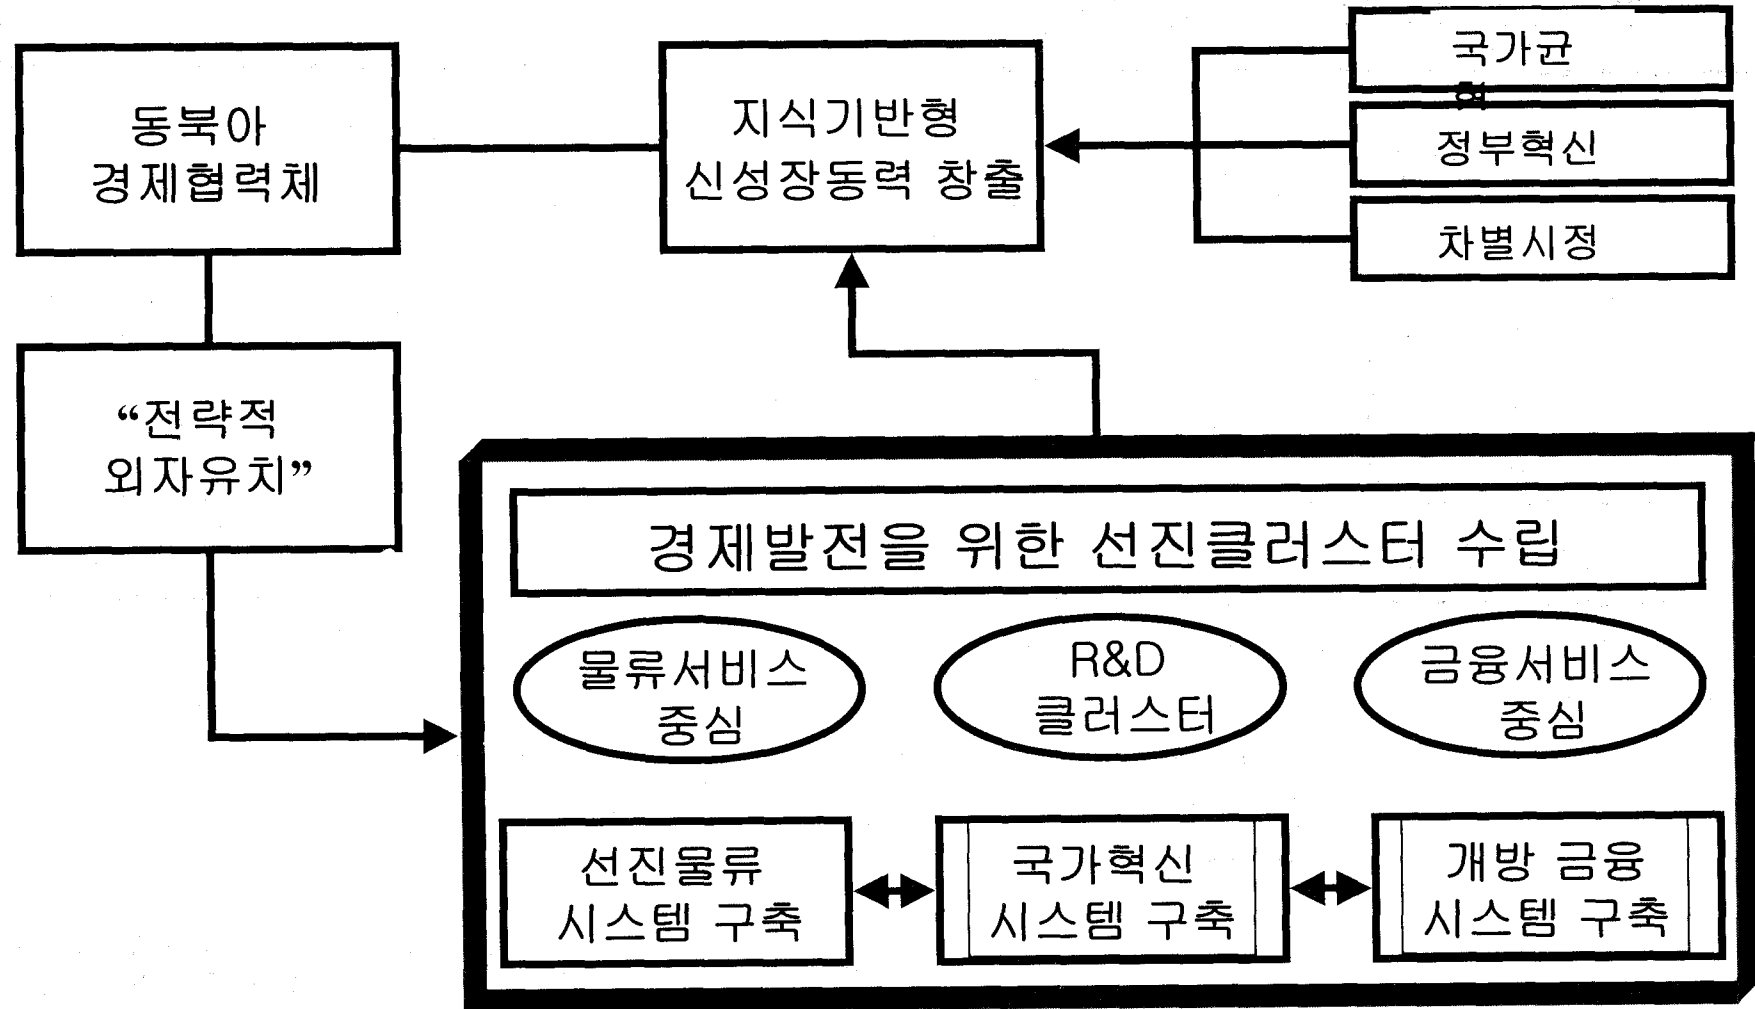 동북아
경제협력체
지식기반형
신성장동력 창출
국가균
형
정부혁신
차별시정
“전략적
외자유치”
경제발전을 위한 선진클러스터 수립
물류서비스
중심
R&D
클러스터
금융서비스
중심
선진물류
시스템 구축
국가혁신
시스템 구축
개방 금융
시스템 구축